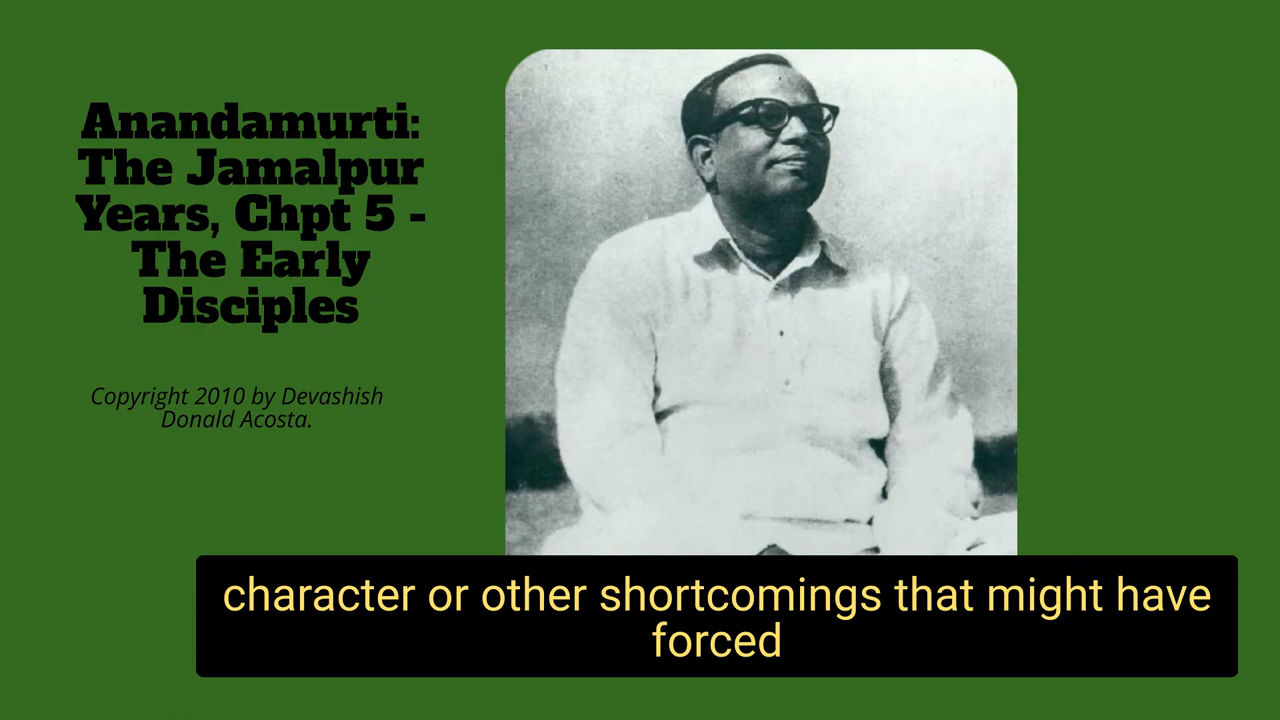 Anandamurti:
The Jamalpur
Years, Chpt 5 -
The Early
Disciples
Copyright 2010 by Devashish
Donald Acosta.
character or other shortcomings that might have
forced